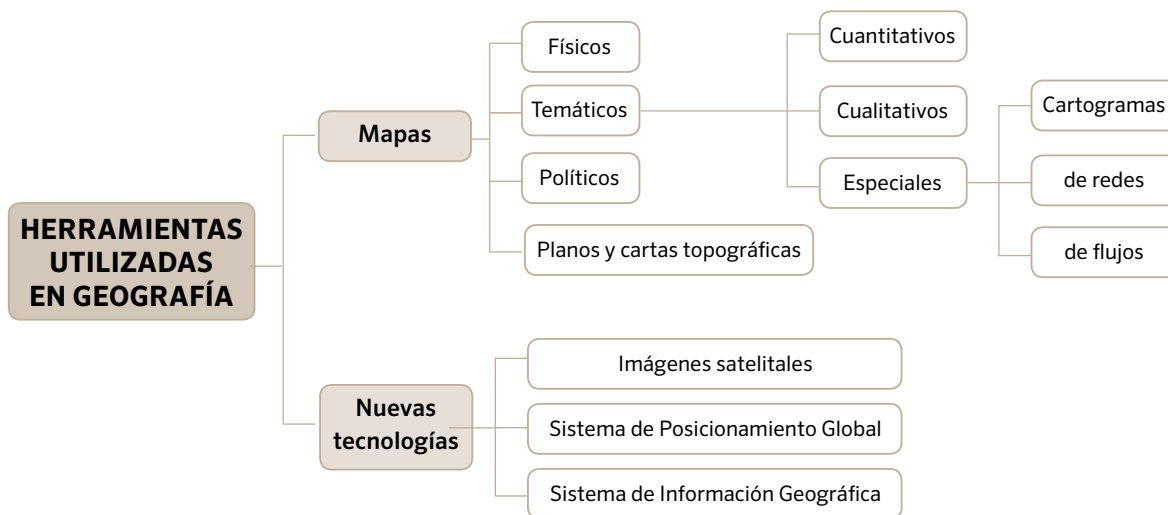 HERRAMIENTAS
UTILIZADAS
EN GEOGRAFÍA
Mapas
Físicos
Temáticos
Políticos
Planos y cartas topográficas
Cuantitativos
Cualitativos
Especiales
Cartogramas
de redes
de flujos
Nuevas
tecnologías
Imágenes satelitales
Sistema de Posicionamiento Global
Sistema de Información Geográfica